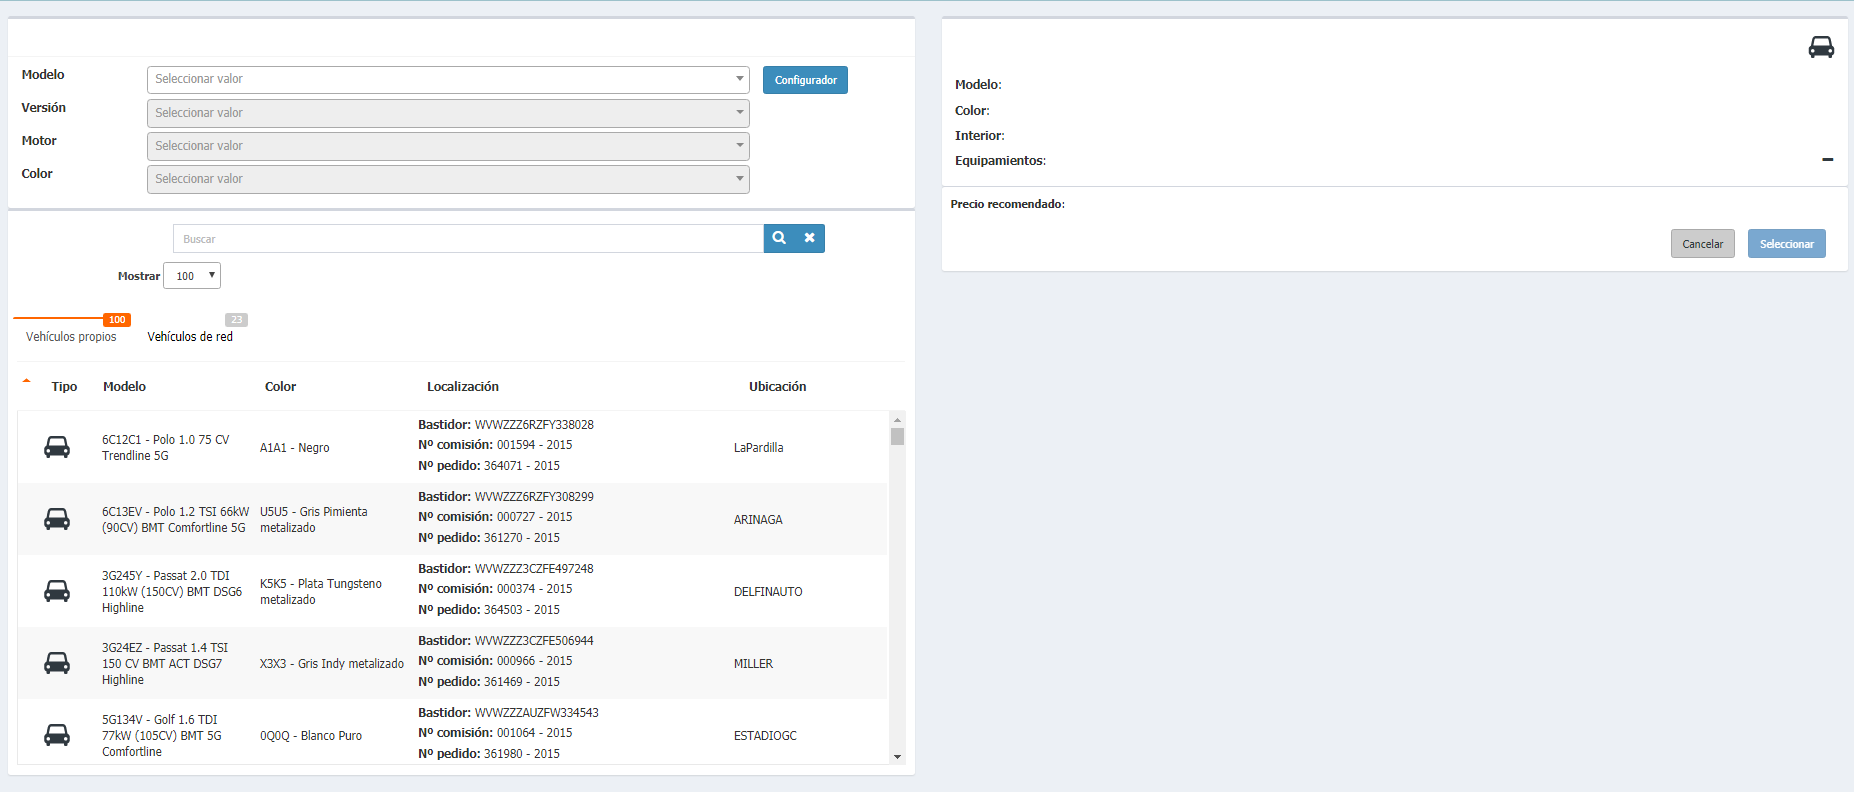 Modelo
Seleccionar valor
Configurador
Versión
Seleccionar valor
Motor
Seleccionar valor
Color
Seleccionar valor
Buscar
Mostrar 100
100
Vehículos propios
23
Vehículos de red
Tipo Modelo Color Localización Ubicación
6C12C1 - Polo 1.0 75 CV
Trendline 5G
A1A1 - Negro
Bastidor: WVWZZZ6RZFY338028
Nº comisión: 001594 - 2015
Nº pedido: 364071 - 2015
LaPardilla
6C13EV - Polo 1.2 TSI 66kW
(90CV) BMT Comfortline 5G
U5U5 - Gris Pimienta
metalizado
Bastidor: WVWZZZ6RZFY308299
Nº comisión: 000727 - 2015
Nº pedido: 361270 - 2015
ARINAGA
3G245Y - Passat 2.0 TDI
110kW (150CV) BMT DSG6
Highline
K5K5 - Plata Tungsteno
metalizado
Bastidor: WVWZZZ3CZFE497248
Nº comisión: 000374 - 2015
Nº pedido: 364503 - 2015
DELFINAUTO
3G24EZ - Passat 1.4 TSI
150 CV BMT ACT DSG7
Highline
X3X3 - Gris Indy metalizado
Bastidor: WVWZZZ3CZFE506944
Nº comisión: 000966 - 2015
Nº pedido: 361469 - 2015
MILLER
5G134V - Golf 1.6 TDI
77kW (105CV) BMT 5G
Comfortline
0Q0Q - Blanco Puro
Bastidor: WVWZZZAUZFW334543
Nº comisión: 001064 - 2015
Nº pedido: 361980 - 2015
ESTADIOGC
Modelo:
Color:
Interior:
Equipamientos:
Precio recomendado:
Cancelar
Seleccionar